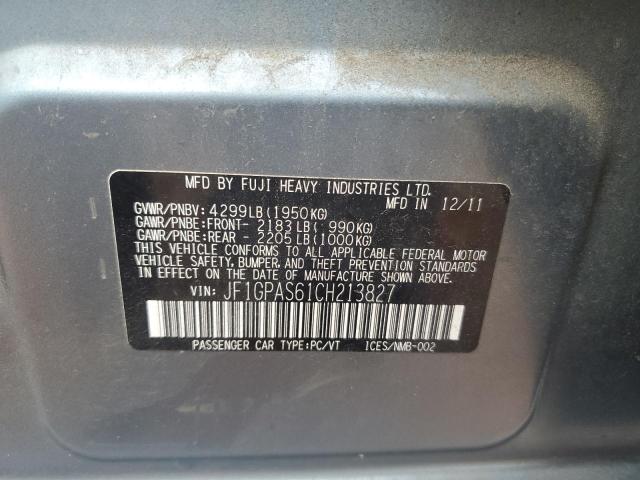 MFD BY FUJI HEAVY INDUSTRIES LTD.
MFD IN 12/11
GVWR/PNBV: 4299LB(1950KG)
GAWR/PNBE:FRONT- 2183LB( 990KG)
GAWR/PNBE:REAR - 2205LB(1000KG)
THIS VEHICLE CONFORMS TO ALL APPLICABLE FEDERAL MOTOR
VEHICLE SAFETY, BUMPER, AND THEFT PREVENTION STANDARDS
IN EFFECT ON THE DATE OF MANUFACTURE SHOWN ABOVE.
VIN: JF1GPAS61CH213827
PASSENGER CAR TYPE:PC/VT ICES/NMB-002